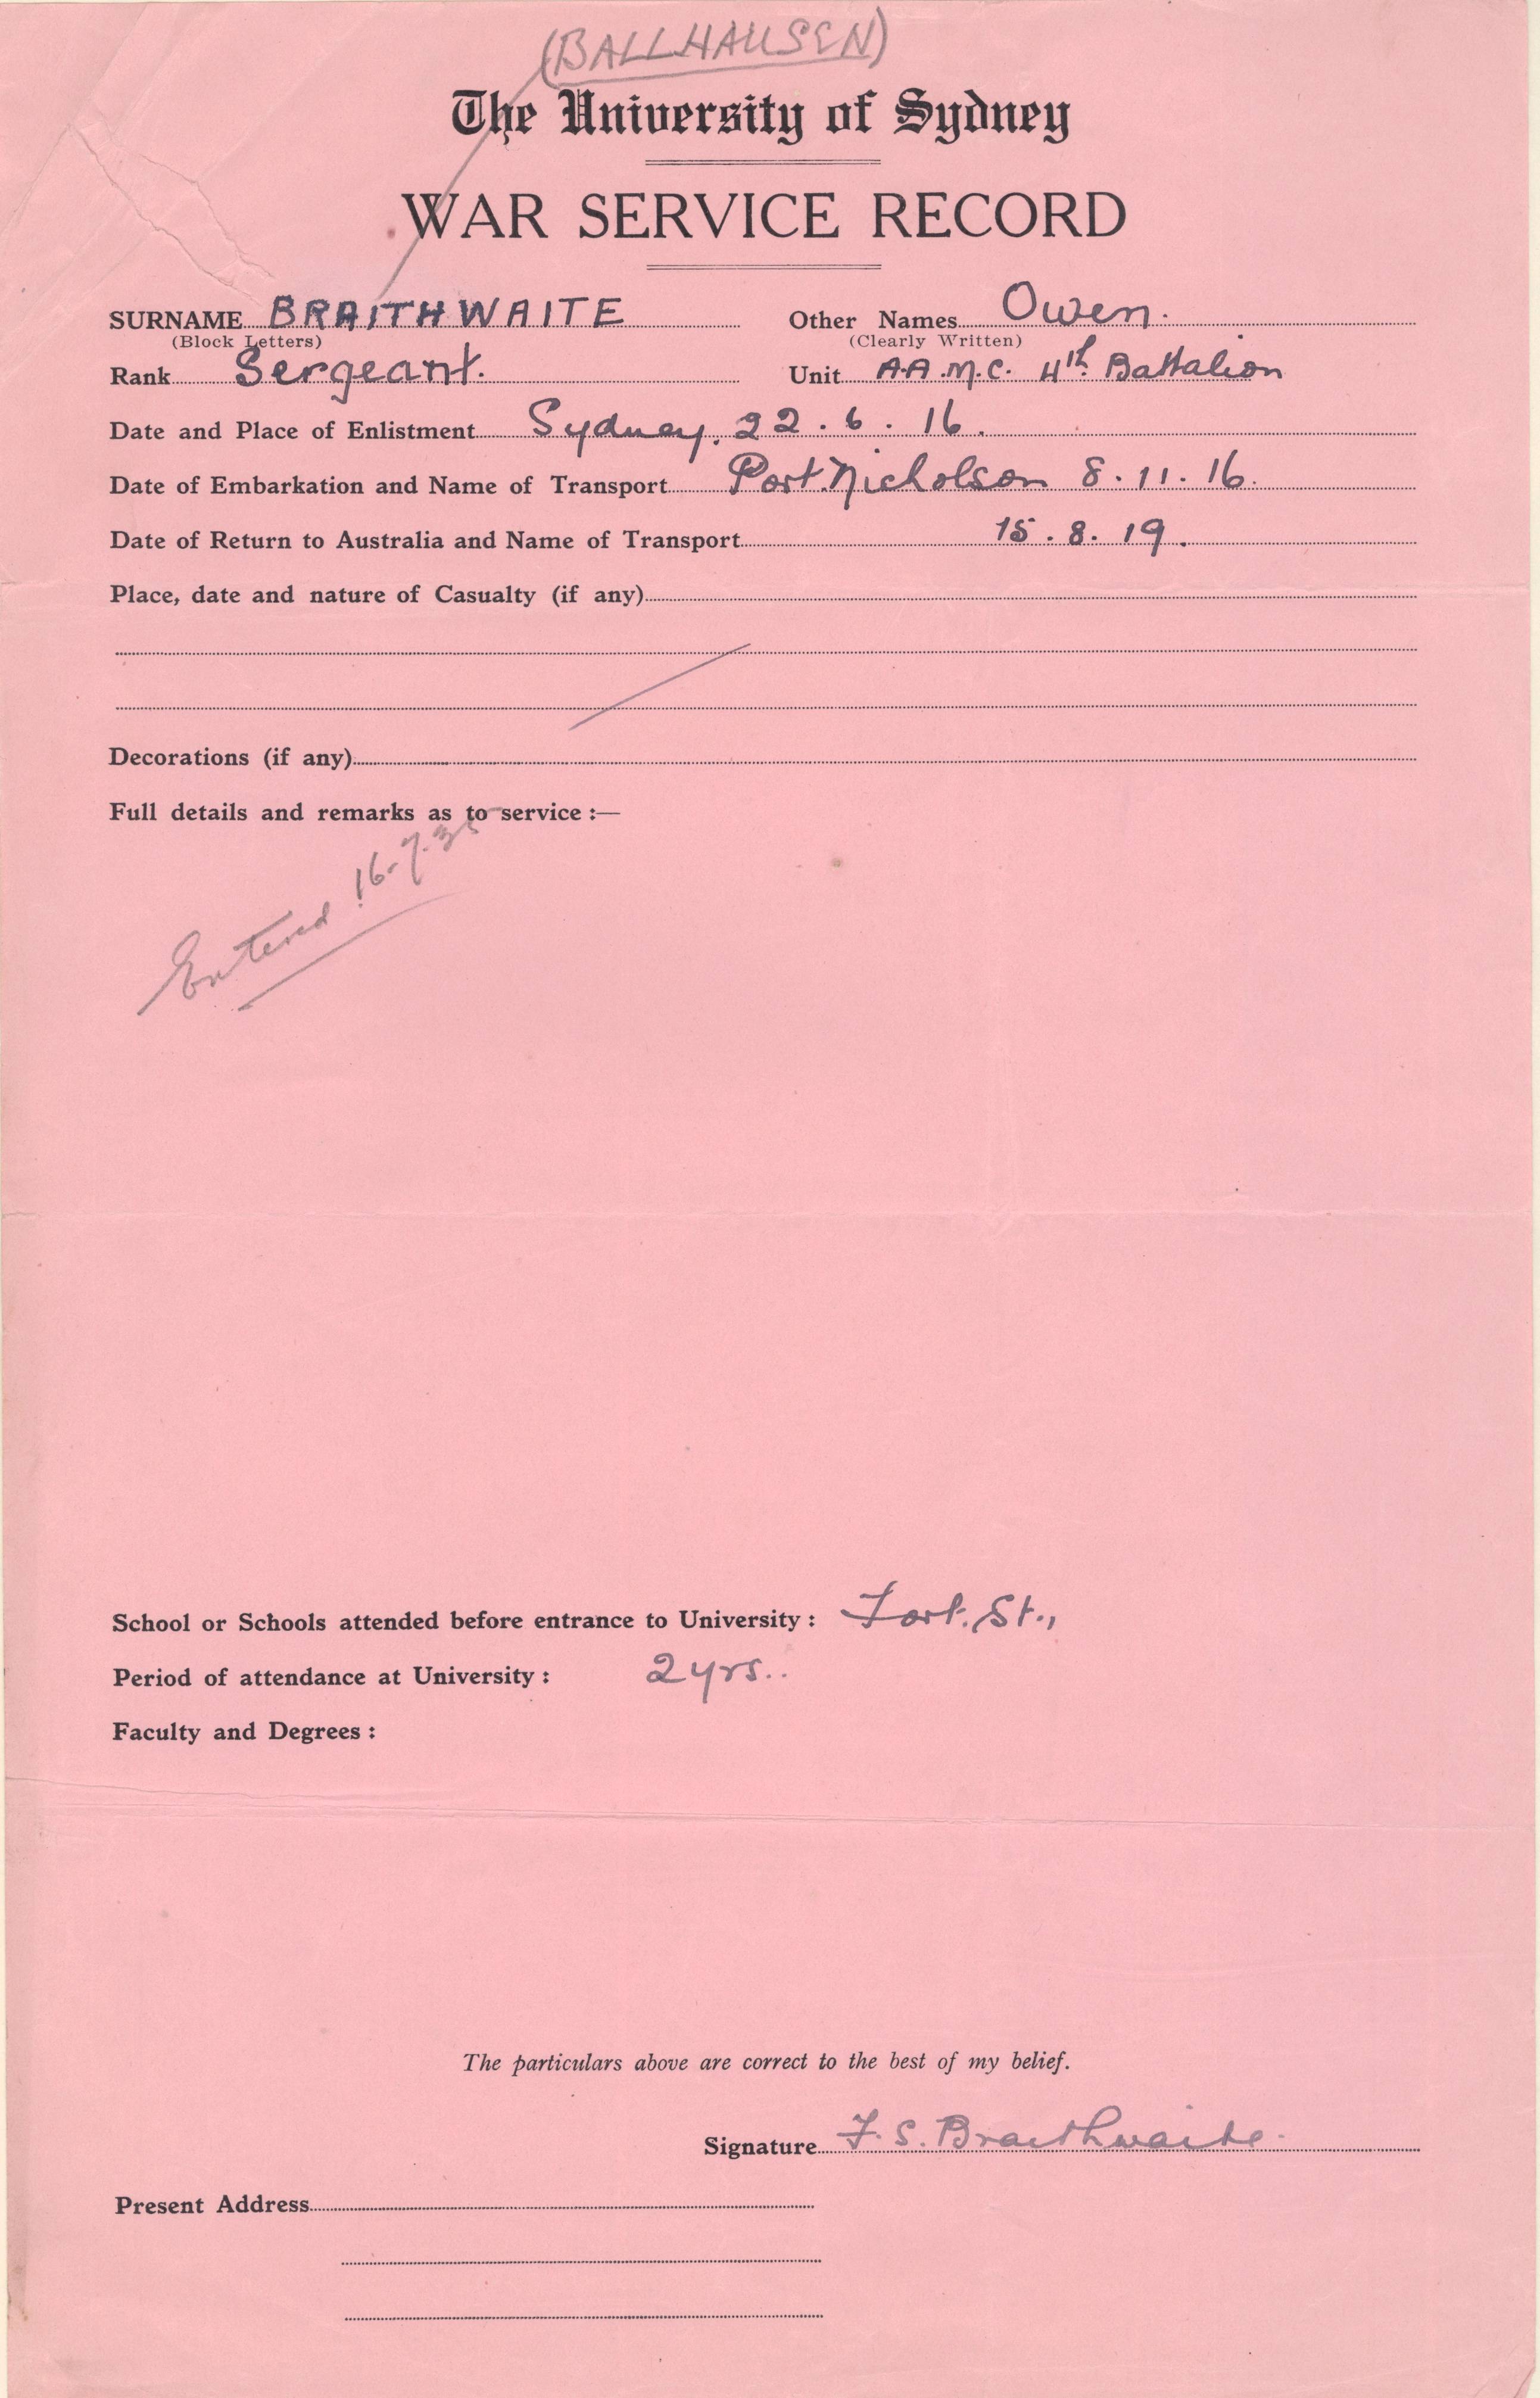 (BALLHAUSEN)
The University of Sydney
WAR SERVICE RECORD
SURNAME BRAITHWAITE Other Names Owen.
(Block Letters) (Clearly Written)
Rank Sergeant. Unit A.A.M.C. 4th Battalion
Date and Place of Enlistment Sydney. 22.6.16.
Date of Embarkation and Name of Transport Port Nicholson 8.11.16.
Date of Return to Australia and Name of Transport 15.8.19.
Place, date and nature of Casualty (if any)
Decorations (if any)
Full details and remarks as to service :—
Entered 16-7-35
School or Schools attended before entrance to University : Fort. St.,
Period of attendance at University : 2 yrs..
Faculty and Degrees :
The particulars above are correct to the best of my belief.
Signature F. S. Braithwaite.
Present Address